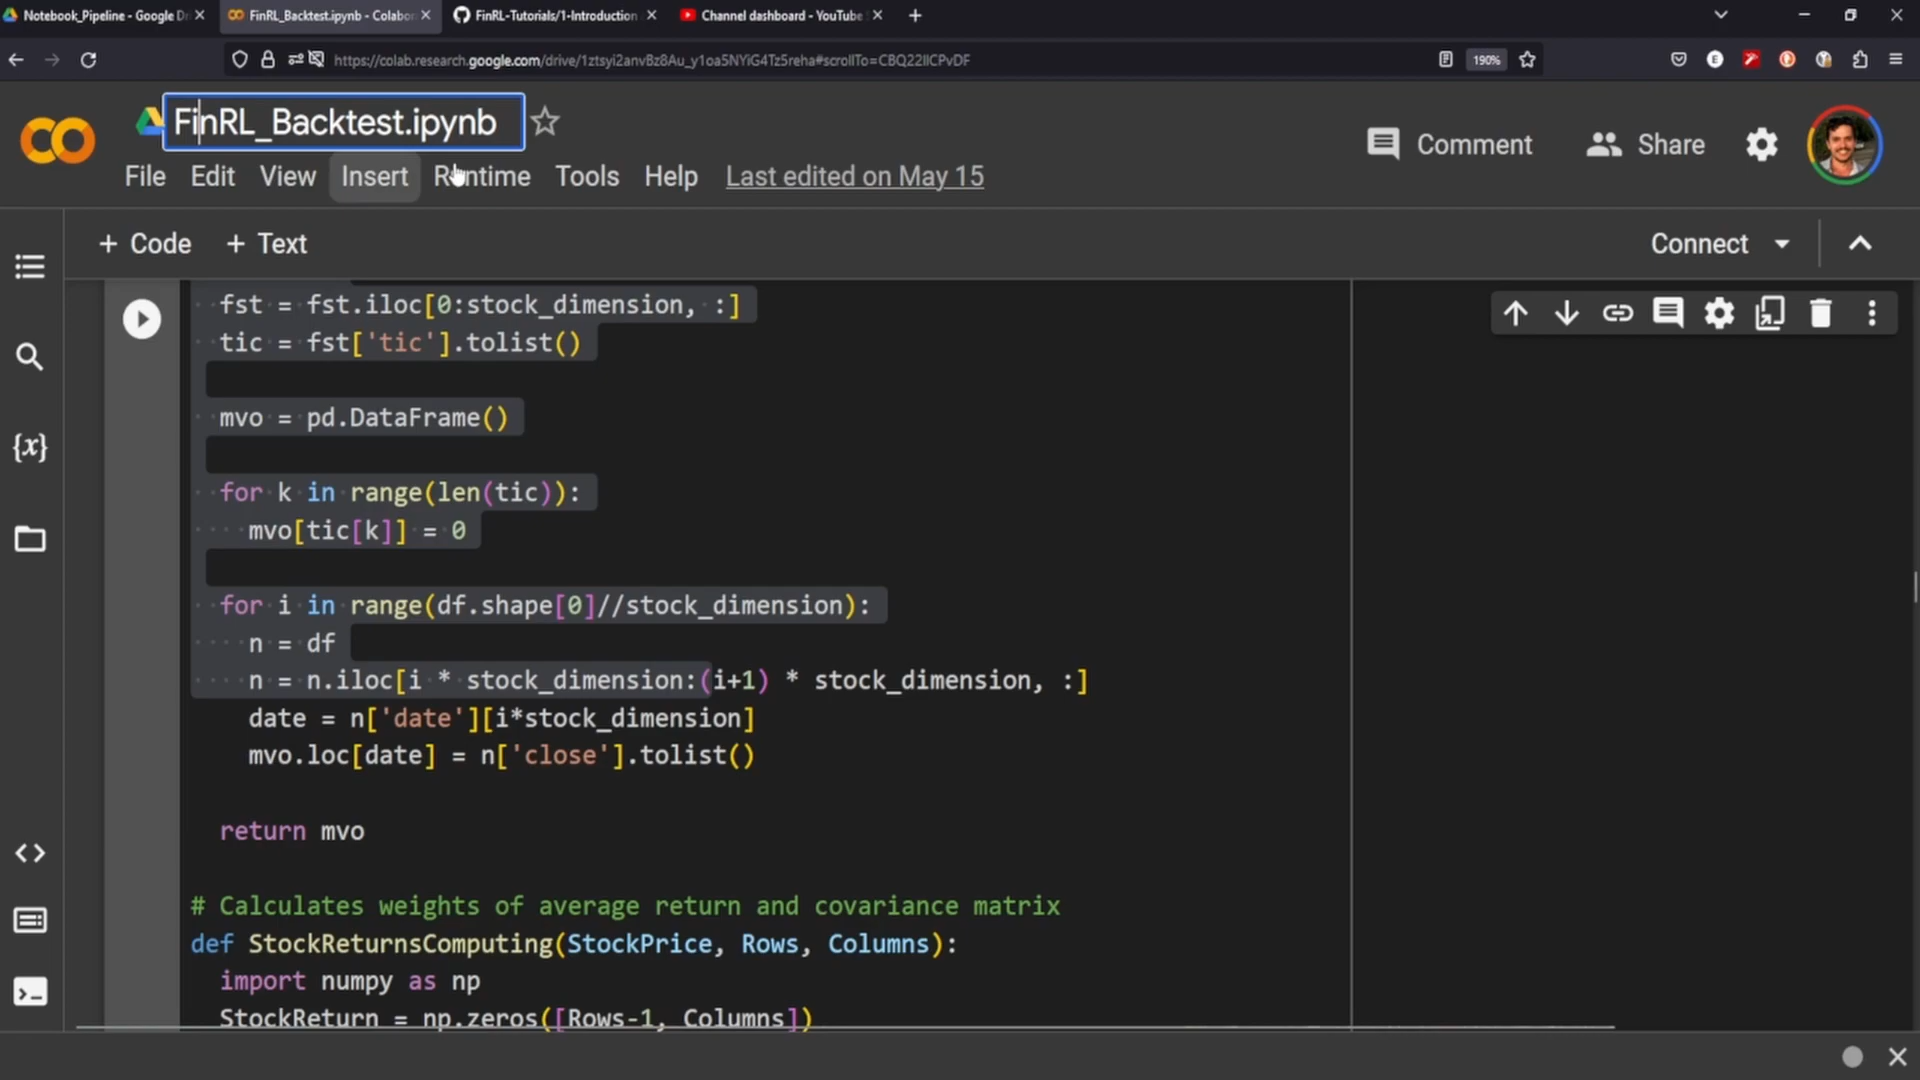 Notebook_Pipeline - Google Dr
FinRL_Backtest.ipynb - Colabor
FinRL-Tutorials/1-Introduction
Channel dashboard - YouTube
https://colab.research.google.com/drive/1ztsyi2anvBz8Au_y1oa5NYiG4Tz5reha#scrollTo=CBQ22IICPvDF
190%
FinRL_Backtest.ipynb
Comment
Share
File Edit View Insert Runtime Tools Help Last edited on May 15
+ Code + Text
Connect
fst = fst.iloc[0:stock_dimension, :]
tic = fst['tic'].tolist()
mvo = pd.DataFrame()
for k in range(len(tic)):
mvo[tic[k]] = 0
for i in range(df.shape[0]//stock_dimension):
n = df
n = n.iloc[i * stock_dimension:(i+1) * stock_dimension, :]
date = n['date'][i*stock_dimension]
mvo.loc[date] = n['close'].tolist()
return mvo
# Calculates weights of average return and covariance matrix
def StockReturnsComputing(StockPrice, Rows, Columns):
import numpy as np
StockReturn = np.zeros([Rows-1, Columns])